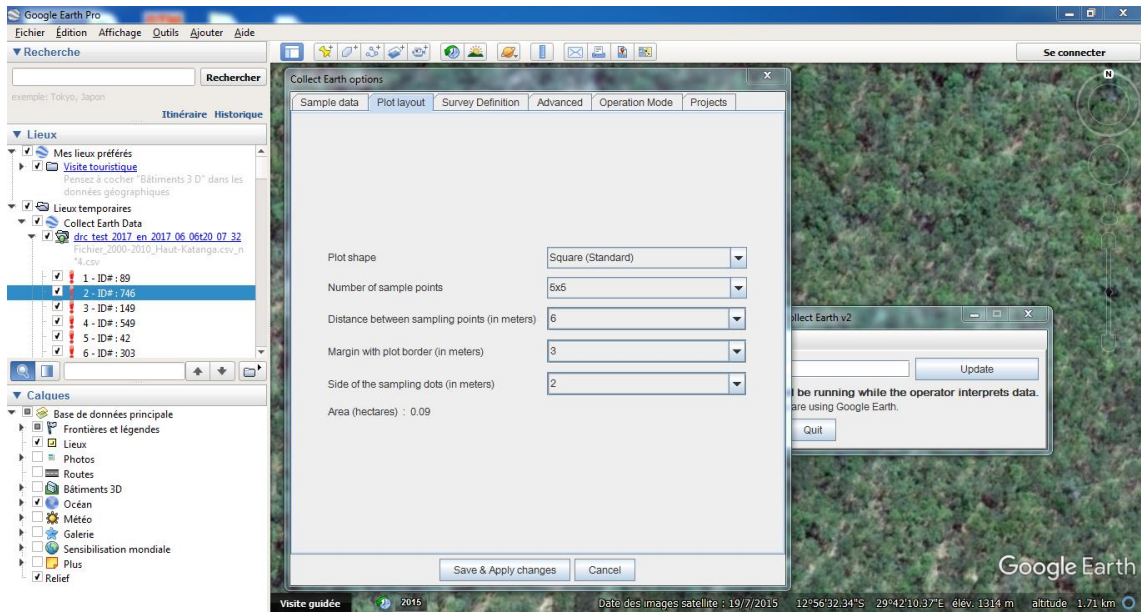 Google Earth Pro
Fichier Édition Affichage Outils Ajouter Aide
Recherche
Rechercher
exemple: Tokyo, Japon
Itinéraire Historique
Lieux
Mes lieux préférés
Visite touristique
Pensez à cocher "Bâtiments 3 D" dans les
données géographiques
Lieux temporaires
Collect Earth Data
drc_test_2017_en_2017_06_06t20_07_32
Fichier_2000-2010_Haut-Katanga.csv_n
°4.csv
1 - ID# : 89
2 - ID# : 746
3 - ID# : 149
4 - ID# : 549
5 - ID# : 42
6 - ID# : 303
Calques
Base de données principale
Frontières et légendes
Lieux
Photos
Routes
Bâtiments 3D
Océan
Météo
Galerie
Sensibilisation mondiale
Plus
Relief
Se connecter
N
Collect Earth options
x
Sample data Plot layout Survey Definition Advanced Operation Mode Projects
Plot shape Square (Standard)
Number of sample points 5x5
Distance between sampling points (in meters) 6
Margin with plot border (in meters) 3
Side of the sampling dots (in meters) 2
Area (hectares) : 0.09
Save & Apply changes Cancel
ollect Earth v2
Update
l be running while the operator interprets data.
are using Google Earth.
Quit
Google Earth
Visite guidée 2015 Date des images satellite : 19/7/2015 12°56'32.34"S 29°42'10.37"E élév. 1314 m altitude 1.71 km